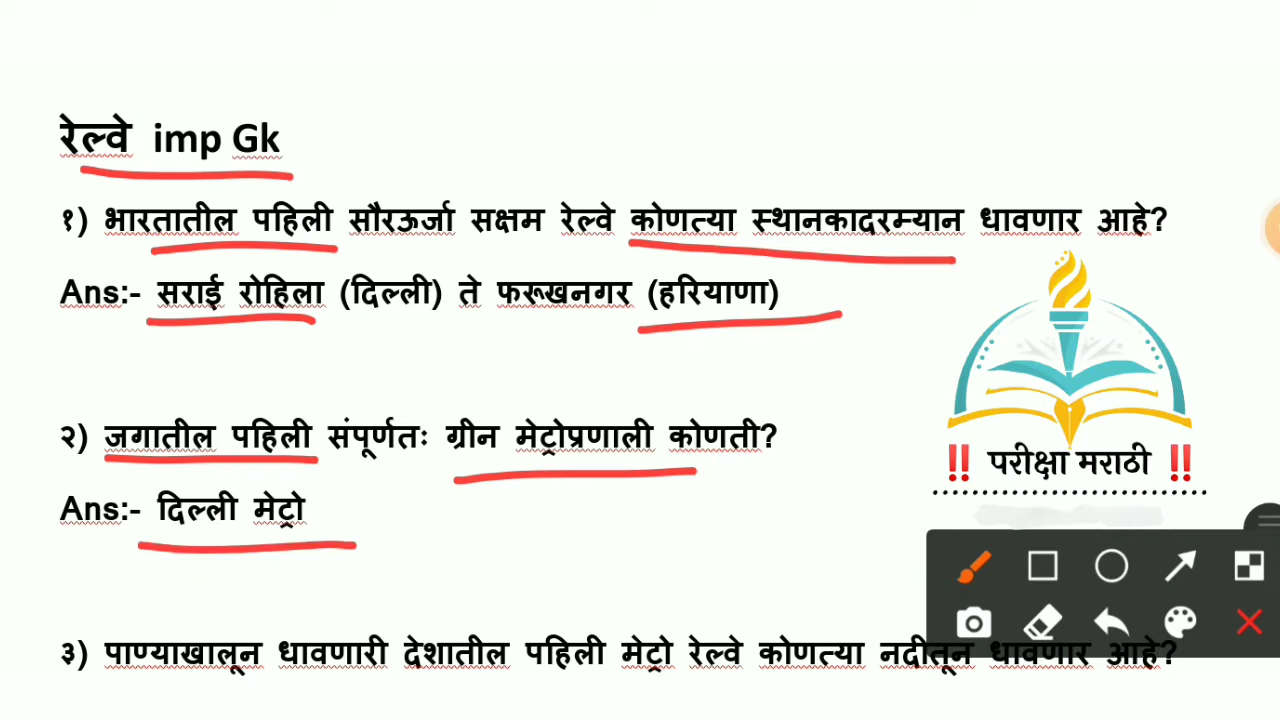 रेल्वे imp Gk
१) भारतातील पहिली सौरऊर्जा सक्षम रेल्वे कोणत्या स्थानकादरम्यान धावणार आहे?
Ans:- सराई रोहिला (दिल्ली) ते फरूखनगर (हरियाणा)
२) जगातील पहिली संपूर्णतः ग्रीन मेट्रोप्रणाली कोणती?
‼ परीक्षा मराठी ‼
Ans:- दिल्ली मेट्रो
३) पाण्याखालून धावणारी देशातील पहिली मेट्रो रेल्वे कोणत्या नदीतून धावणार आहे?